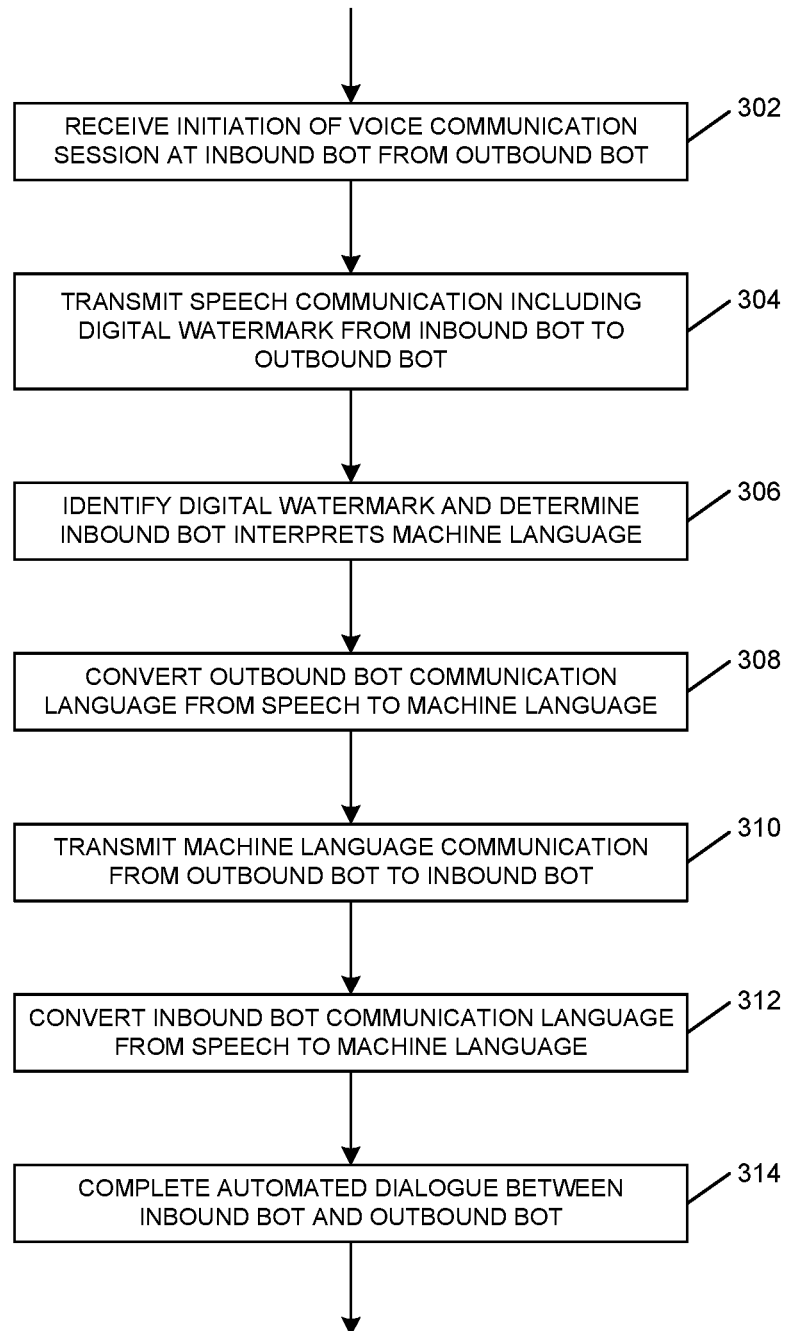 302
RECEIVE INITIATION OF VOICE COMMUNICATION
SESSION AT INBOUND BOT FROM OUTBOUND BOT
304
TRANSMIT SPEECH COMMUNICATION INCLUDING
DIGITAL WATERMARK FROM INBOUND BOT TO
OUTBOUND BOT
306
IDENTIFY DIGITAL WATERMARK AND DETERMINE
INBOUND BOT INTERPRETS MACHINE LANGUAGE
308
CONVERT OUTBOUND BOT COMMUNICATION
LANGUAGE FROM SPEECH TO MACHINE LANGUAGE
310
TRANSMIT MACHINE LANGUAGE COMMUNICATION
FROM OUTBOUND BOT TO INBOUND BOT
312
CONVERT INBOUND BOT COMMUNICATION LANGUAGE
FROM SPEECH TO MACHINE LANGUAGE
314
COMPLETE AUTOMATED DIALOGUE BETWEEN
INBOUND BOT AND OUTBOUND BOT